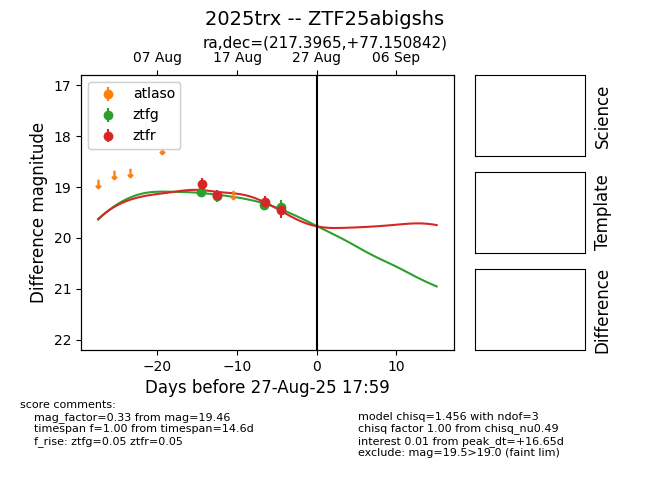 2025trx -- ZTF25abigshs
ra,dec=(217.3965,+77.150842)
07 Aug 17 Aug 27 Aug 06 Sep
atlaso
ztfg
ztfr
17
18
19
20
21
22
Difference magnitude
−20 −10 0 10
Days before 27-Aug-25 17:59
Science
Template
Difference
score comments:
mag_factor=0.33 from mag=19.46
timespan f=1.00 from timespan=14.6d
f_rise: ztfg=0.05 ztfr=0.05
model chisq=1.456 with ndof=3
chisq factor 1.00 from chisq_nu0.49
interest 0.01 from peak_dt=+16.65d
exclude: mag=19.5>19.0 (faint lim)